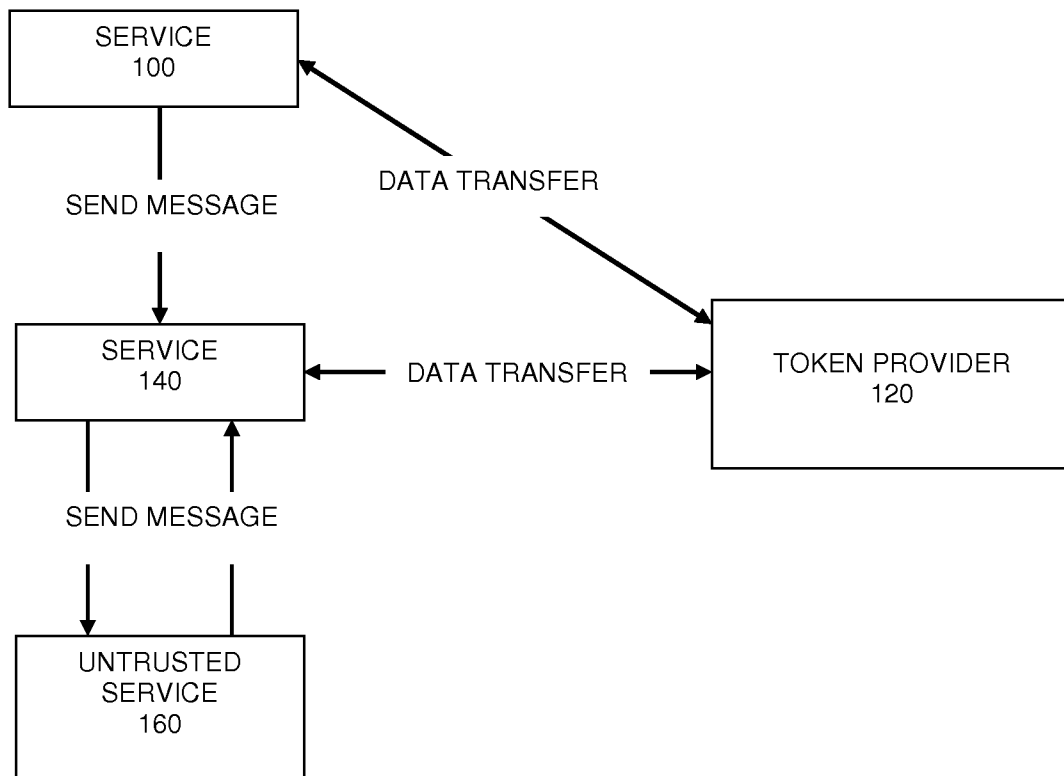 SERVICE
100
DATA TRANSFER
SEND MESSAGE
SERVICE
140
DATA TRANSFER
TOKEN PROVIDER
120
SEND MESSAGE
UNTRUSTED
SERVICE
160